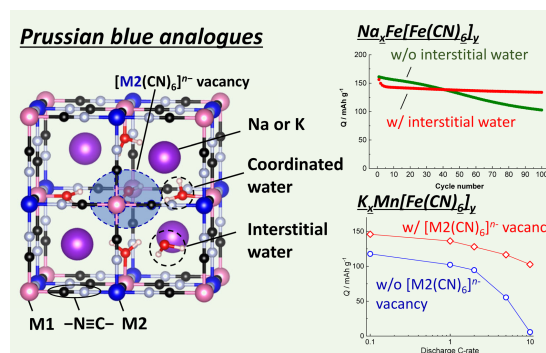 Prussian blue analogues
[M2(CN)6]n− vacancy
Na or K
Coordinated
water
Interstitial
water
M1 −N≡C− M2
NaxFe[Fe(CN)6]y
w/o interstitial water
w/ interstitial water
Q / mAh g-1
200
150
100
50
0
0 10 20 30 40 50 60 70 80 90 100
Cycle number
KxMn[Fe(CN)6]y
w/ [M2(CN)6]n- vacanc
w/o [M2(CN)6]n-
vacancy
Q / mAh g-1
150
100
50
0
0.1 1 10
Discharge C-rate